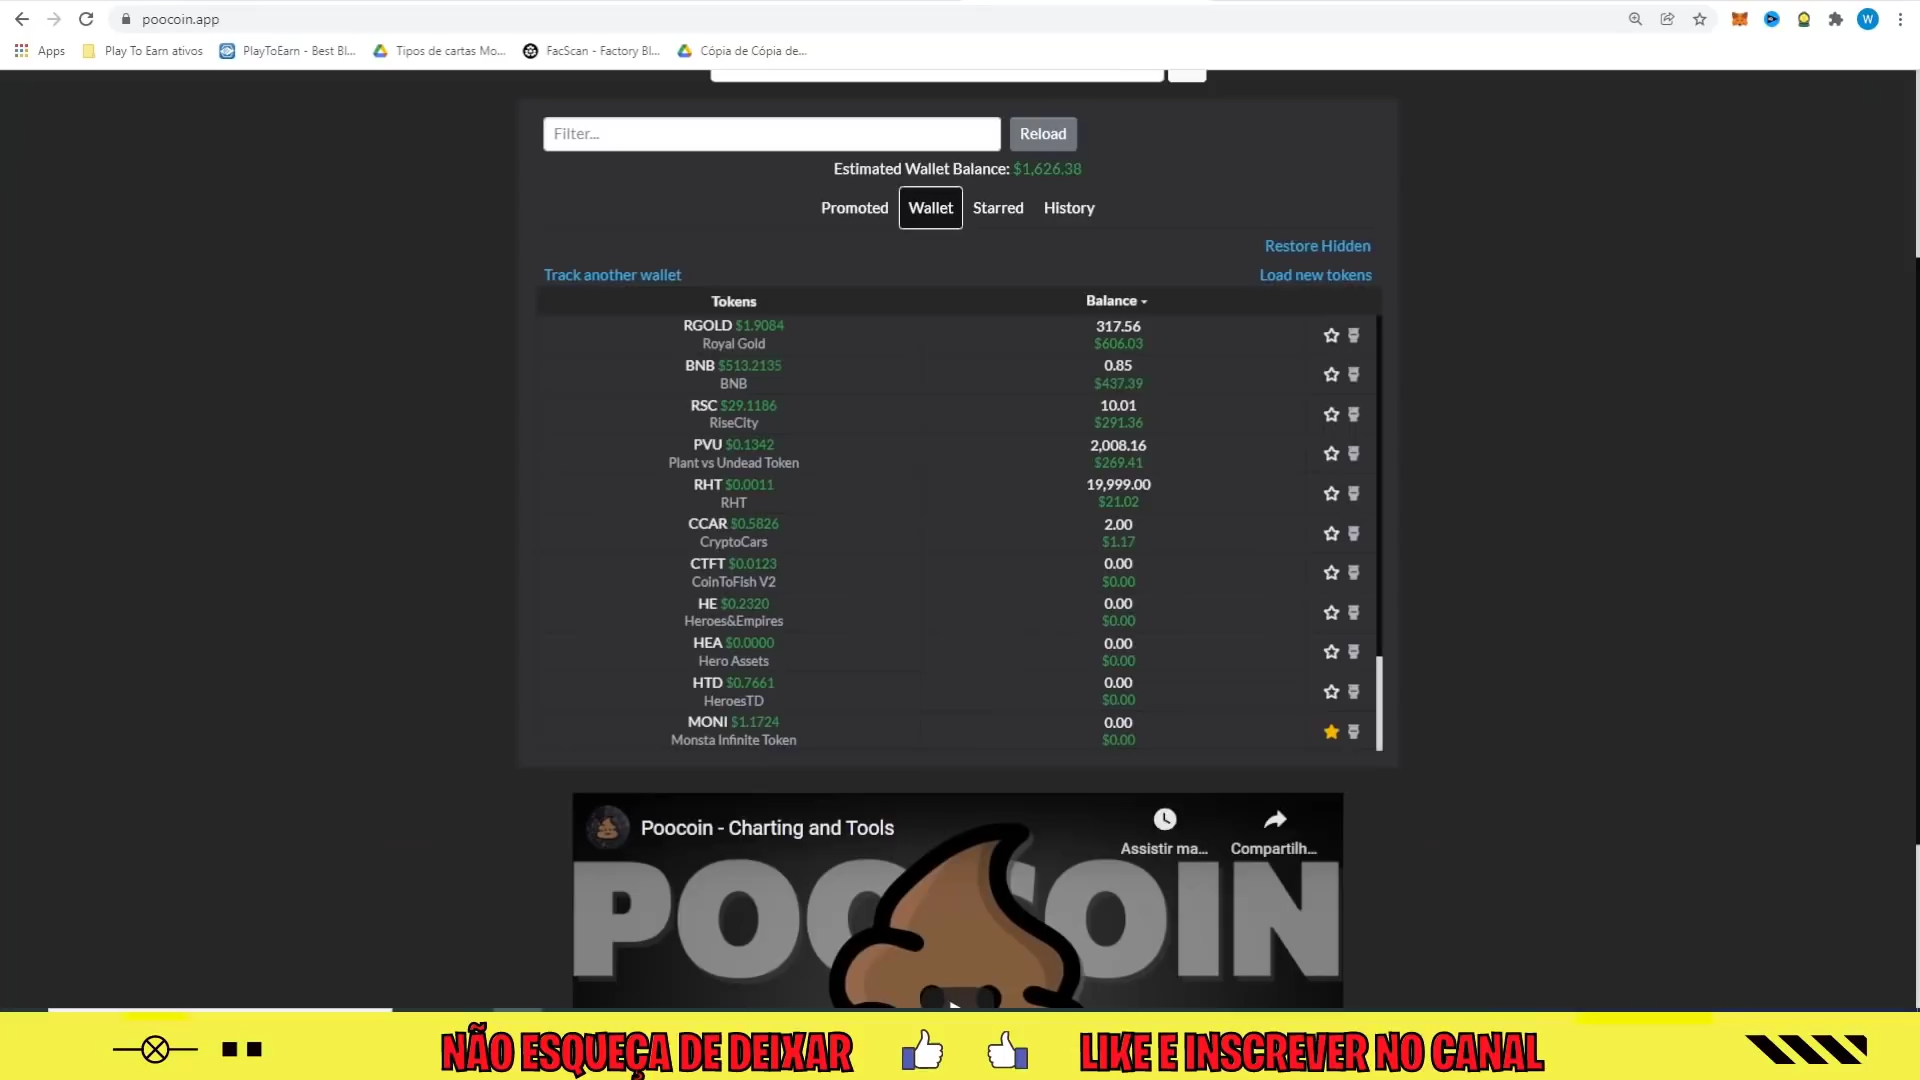 poocoin.app
W
Apps
Play To Earn ativos
PlayToEarn - Best Bl...
Tipos de cartas Mo...
FacScan - Factory Bl...
Cópia de Cópia de...
Filter...
Reload
Estimated Wallet Balance: $1,626.38
Promoted Wallet Starred History
Restore Hidden
Track another wallet Load new tokens
Tokens Balance
RGOLD $1.9084 317.56
Royal Gold $606.03
BNB $513.2135 0.85
BNB $437.39
RSC $29.1186 10.01
RiseCity $291.36
PVU $0.1342 2,008.16
Plant vs Undead Token $269.41
RHT $0.0011 19,999.00
RHT $21.02
CCAR $0.5826 2.00
CryptoCars $1.17
CTFT $0.0123 0.00
CoinToFish V2 $0.00
HE $0.2320 0.00
Heroes&Empires $0.00
HEA $0.0000 0.00
Hero Assets $0.00
HTD $0.7661 0.00
HeroesTD $0.00
MONI $1.1724 0.00
Monsta Infinite Token $0.00
Poocoin - Charting and Tools
Assistir ma... Compartilh...
POOCOIN
NÃO ESQUEÇA DE DEIXAR LIKE E INSCREVER NO CANAL